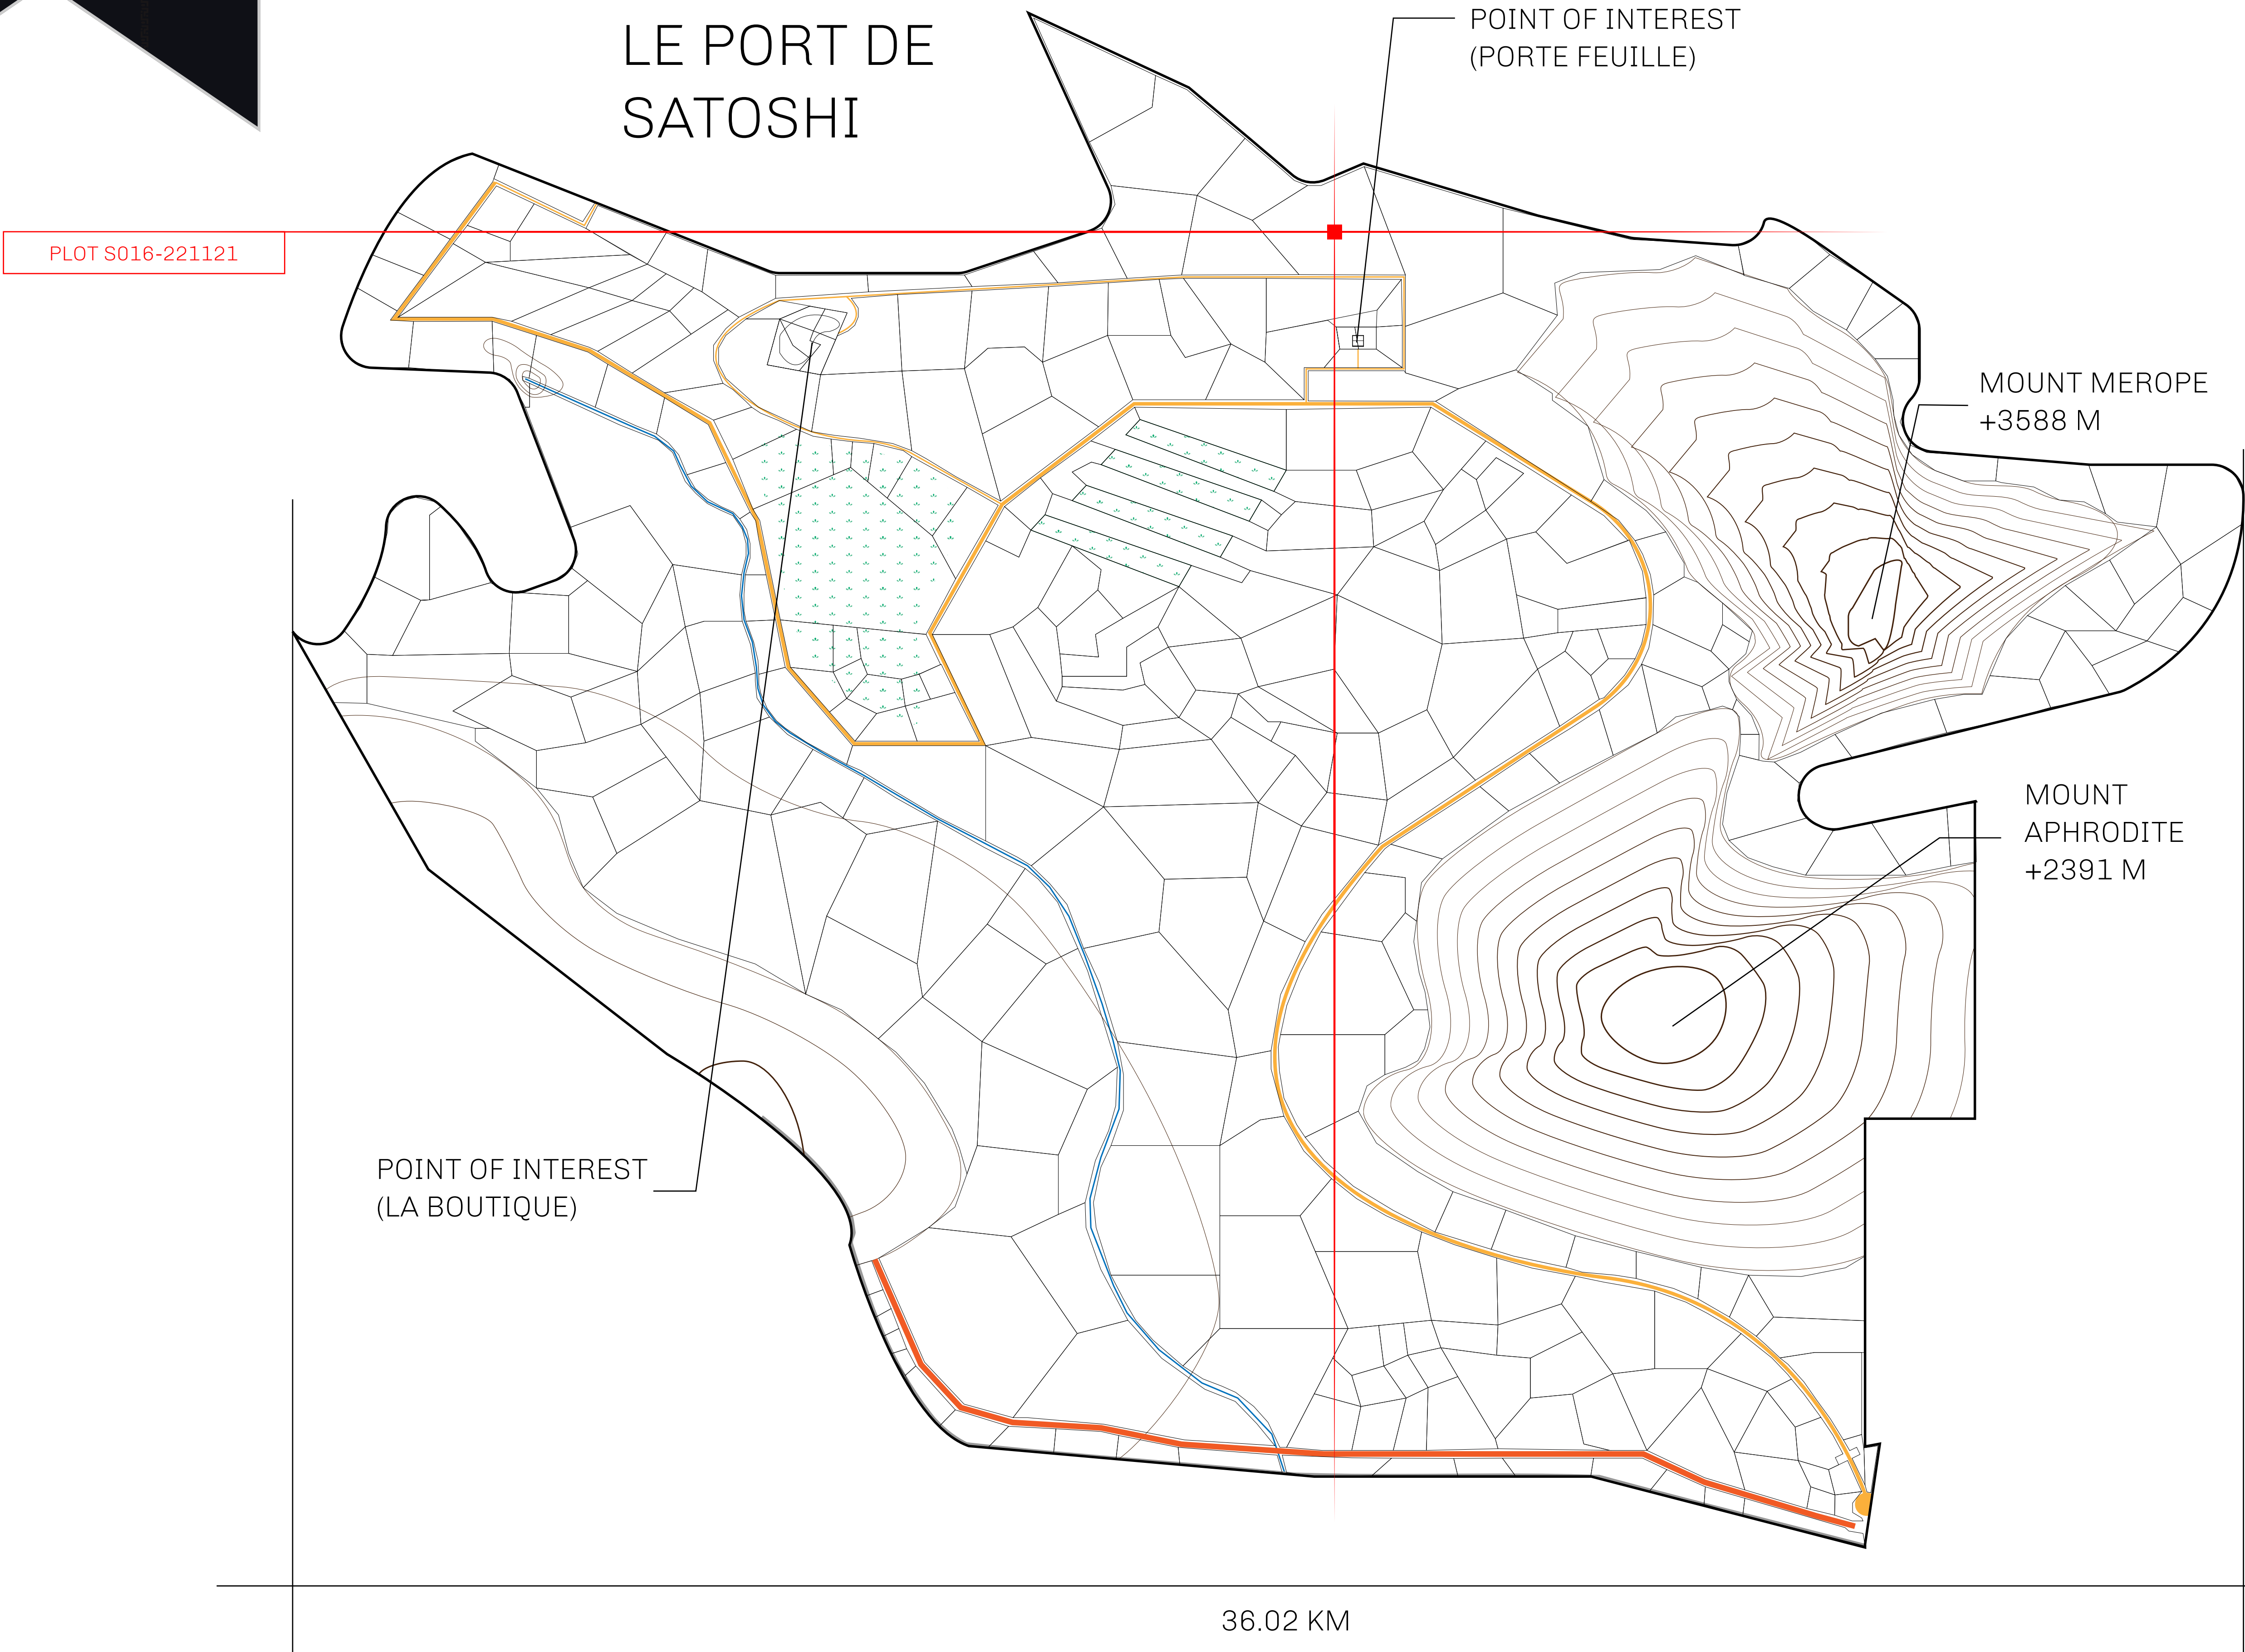 LE PORT DE
SATOSHI
POINT OF INTEREST
(PORTE FEUILLE)
PLOT S016-221121
MOUNT MEROPE
+3588 M
MOUNT
APHRODITE
+2391 M
POINT OF INTEREST
(LA BOUTIQUE)
36.02 KM